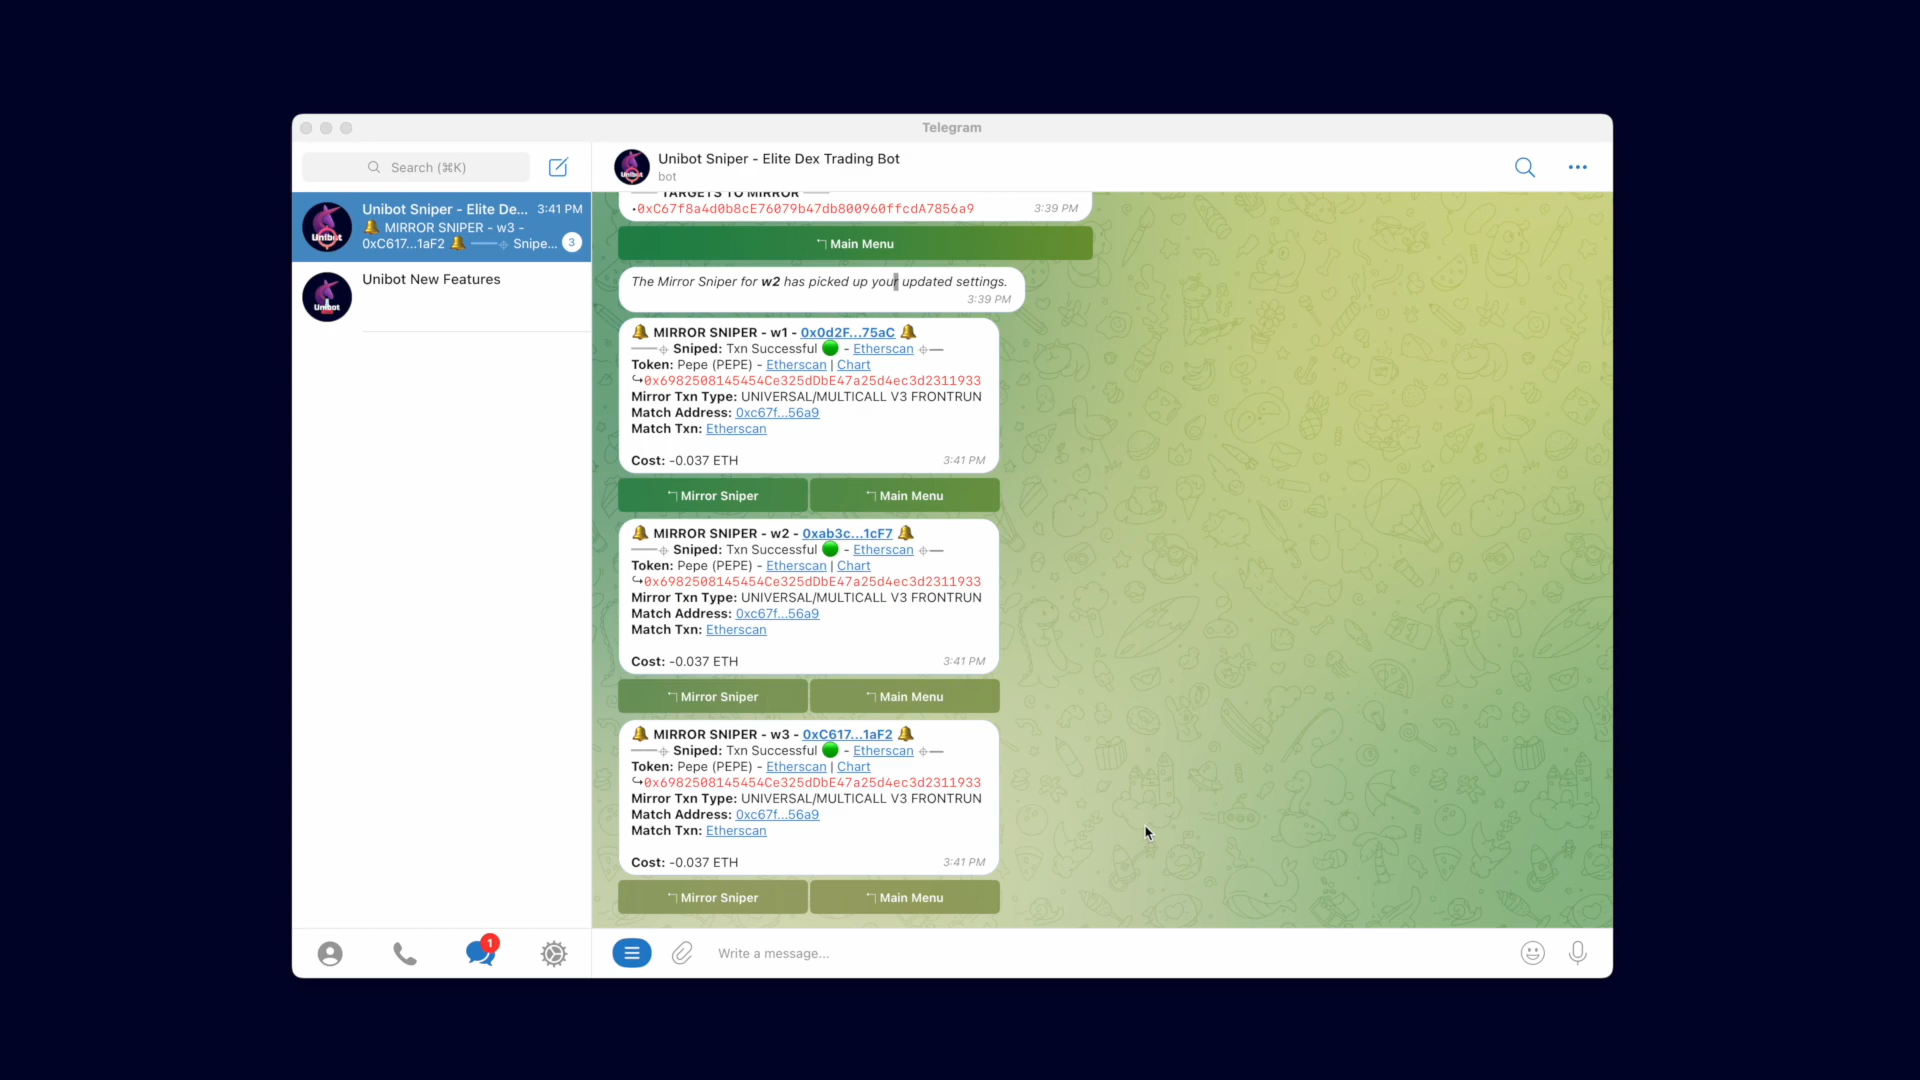 Telegram
Search (⌘K)
Unibot Sniper - Elite De... 3:41 PM
🔔 MIRROR SNIPER - w3 -
0xC617...1aF2 🔔 ——⌖ Snipe... 3
Unibot New Features
Unibot Sniper - Elite Dex Trading Bot
bot
TARGETS TO MIRROR
•0xC67f8a4d0b8cE76079b47db800960ffcdA7856a9 3:39 PM
Main Menu
The Mirror Sniper for w2 has picked up your updated settings.
3:39 PM
🔔 MIRROR SNIPER - w1 - 0x0d2F...75aC 🔔
——⌖ Sniped: Txn Successful 🟢 - Etherscan ⌖—
Token: Pepe (PEPE) - Etherscan | Chart
↪0x6982508145454Ce325dDbE47a25d4ec3d2311933
Mirror Txn Type: UNIVERSAL/MULTICALL V3 FRONTRUN
Match Address: 0xc67f...56a9
Match Txn: Etherscan
Cost: -0.037 ETH 3:41 PM
Mirror Sniper Main Menu
🔔 MIRROR SNIPER - w2 - 0xab3c...1cF7 🔔
——⌖ Sniped: Txn Successful 🟢 - Etherscan ⌖—
Token: Pepe (PEPE) - Etherscan | Chart
↪0x6982508145454Ce325dDbE47a25d4ec3d2311933
Mirror Txn Type: UNIVERSAL/MULTICALL V3 FRONTRUN
Match Address: 0xc67f...56a9
Match Txn: Etherscan
Cost: -0.037 ETH 3:41 PM
Mirror Sniper Main Menu
🔔 MIRROR SNIPER - w3 - 0xC617...1aF2 🔔
——⌖ Sniped: Txn Successful 🟢 - Etherscan ⌖—
Token: Pepe (PEPE) - Etherscan | Chart
↪0x6982508145454Ce325dDbE47a25d4ec3d2311933
Mirror Txn Type: UNIVERSAL/MULTICALL V3 FRONTRUN
Match Address: 0xc67f...56a9
Match Txn: Etherscan
Cost: -0.037 ETH 3:41 PM
Mirror Sniper Main Menu
1
Write a message...
Unibot
Unibot
Unibot